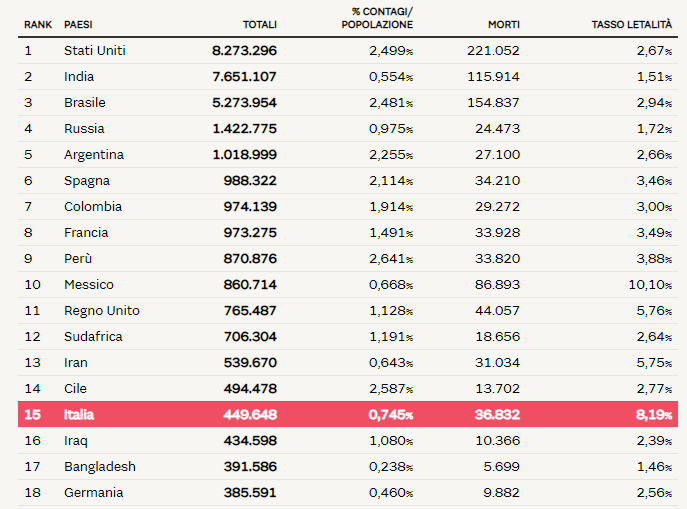 % CONTAGI/
RANK PAESI TOTALI POPOLAZIONE MORTI TASSO LETALITÀ
1 Stati Uniti 8.273.296 2,499% 221.052 2,67%
2 India 7.651.107 0,554% 115.914 1,51%
3 Brasile 5.273.954 2,481% 154.837 2,94%
4 Russia 1.422.775 0,975% 24.473 1,72%
5 Argentina 1.018.999 2,255% 27.100 2,66%
6 Spagna 988.322 2,114% 34.210 3,46%
7 Colombia 974.139 1,914% 29.272 3,00%
8 Francia 973.275 1,491% 33.928 3,49%
9 Perù 870.876 2,641% 33.820 3,88%
10 Messico 860.714 0,668% 86.893 10,10%
11 Regno Unito 765.487 1,128% 44.057 5,76%
12 Sudafrica 706.304 1,191% 18.656 2,64%
13 Iran 539.670 0,643% 31.034 5,75%
14 Cile 494.478 2,587% 13.702 2,77%
15 Italia 449.648 0,745% 36.832 8,19%
16 Iraq 434.598 1,080% 10.366 2,39%
17 Bangladesh 391.586 0,238% 5.699 1,46%
18 Germania 385.591 0,460% 9.882 2,56%